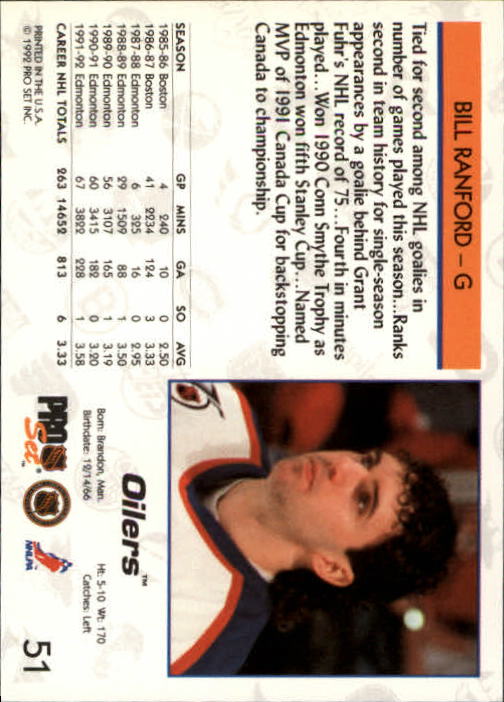 BILL RANFORD – G
Tied for second among NHL goalies in
number of games played this season...Ranks
second in team history for single-season
appearances by a goalie behind Grant
Fuhr's NHL record of 75...Fourth in minutes
played...Won 1990 Conn Smythe Trophy as
Edmonton won fifth Stanley Cup...Named
MVP of 1991 Canada Cup for backstopping
Canada to championship.
SEASON GP MINS GA SO AVG
1985-86 Boston 4 240 10 0 2.50
1986-87 Boston 41 2234 124 3 3.33
1987-88 Edmonton 6 325 16 0 2.95
1988-89 Edmonton 29 1509 88 1 3.50
1989-90 Edmonton 56 3107 165 1 3.19
1990-91 Edmonton 60 3415 182 0 3.20
1991-92 Edmonton 67 3822 228 1 3.58
CAREER NHL TOTALS 263 14652 813 6 3.33
PRINTED IN THE U.S.A.
© 1992 PRO SET INC.
Oilers™
Born: Brandon, Man. Ht: 5-10 Wt: 170
Birthdate: 12/14/66 Catches: Left
PRO Set ®™
NHLPA
51